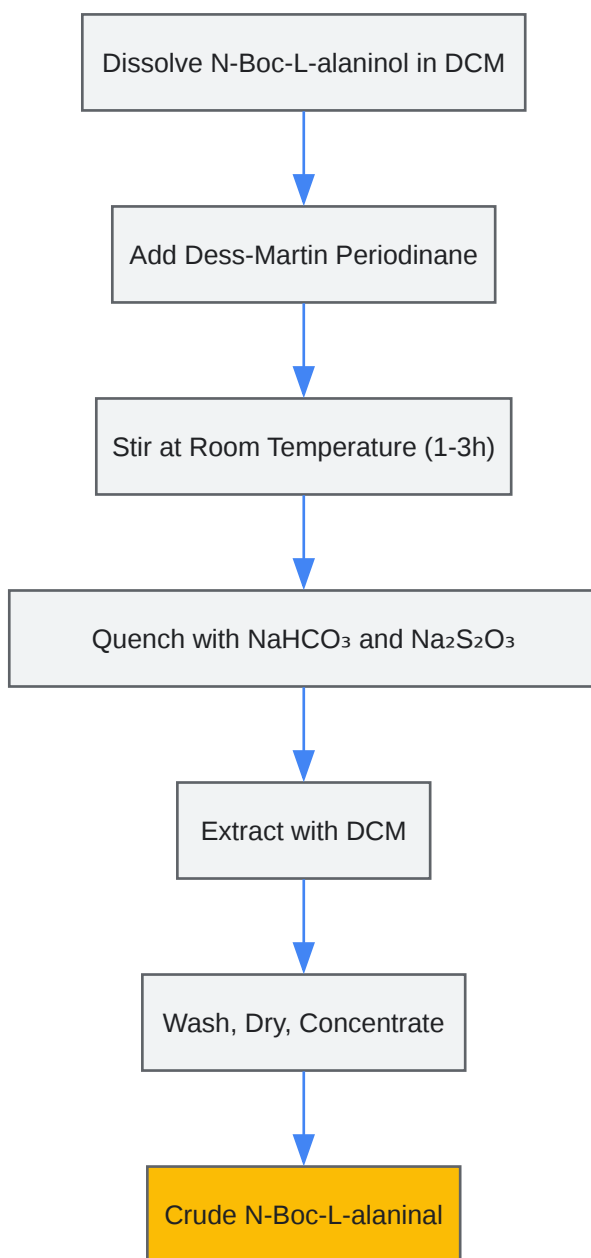 Dissolve N-Boc-L-alaninol in DCM
Add Dess-Martin Periodinane
Stir at Room Temperature (1-3h)
Quench with NaHCO₃ and Na₂S₂O₃
Extract with DCM
Wash, Dry, Concentrate
Crude N-Boc-L-alaninal